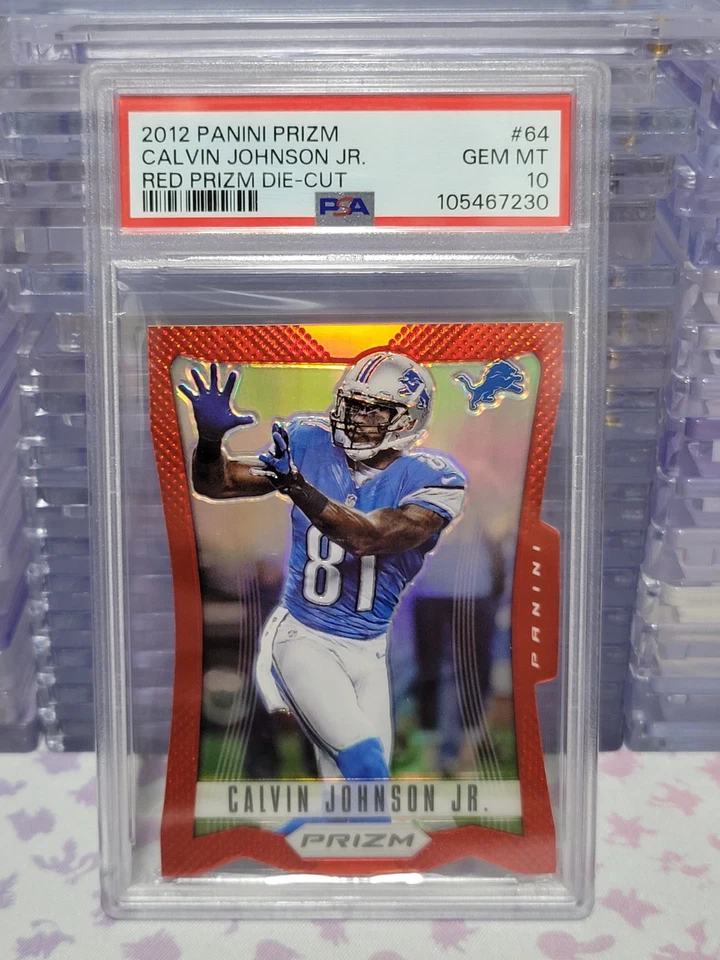 2012 PANINI PRIZM #64
CALVIN JOHNSON JR. GEM MT
RED PRIZM DIE-CUT 10
PSA 105467230
81
81
PANINI
CALVIN JOHNSON JR.
PRIZM